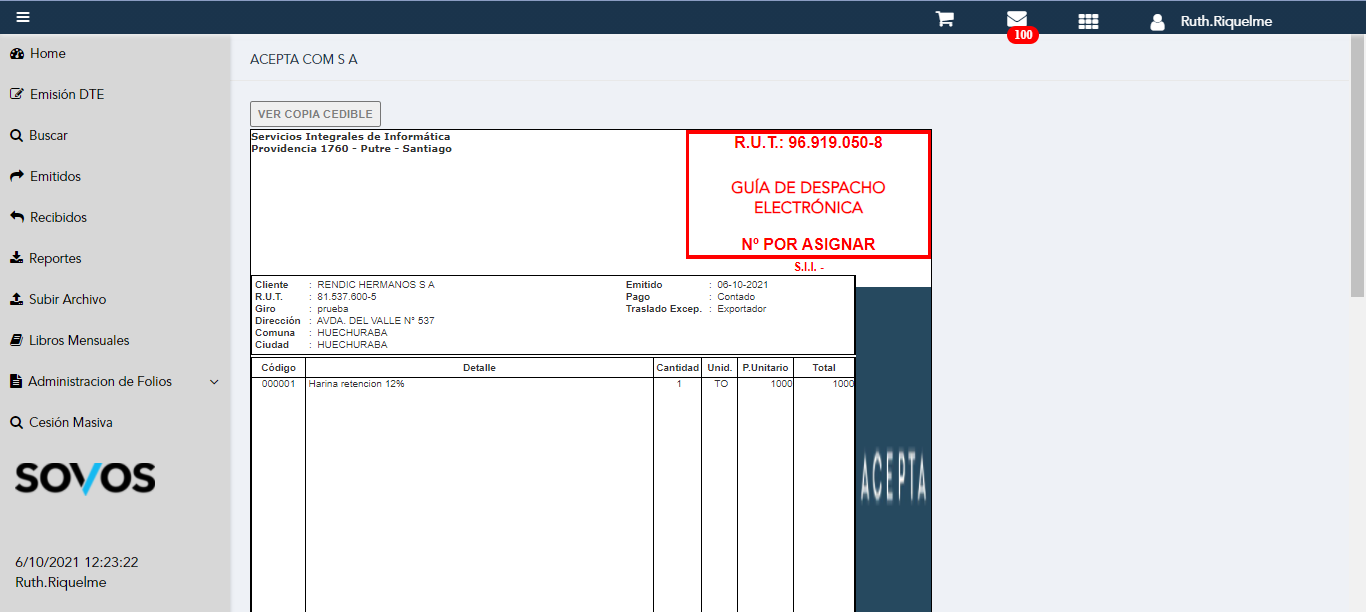 Ruth.Riquelme
100
Home
Emisión DTE
Buscar
Emitidos
Recibidos
Reportes
Subir Archivo
Libros Mensuales
Administracion de Folios
Cesión Masiva
SOVOS
6/10/2021 12:23:22
Ruth.Riquelme
ACEPTA COM S A
VER COPIA CEDIBLE
Servicios Integrales de Informática
Providencia 1760 - Putre - Santiago
R.U.T.: 96.919.050-8
GUÍA DE DESPACHO
ELECTRÓNICA
Nº POR ASIGNAR
S.I.I. -
Cliente : RENDIC HERMANOS S A Emitido : 06-10-2021
R.U.T. : 81.537.600-5 Pago : Contado
Giro : prueba Traslado Excep. : Exportador
Dirección : AVDA. DEL VALLE N° 537
Comuna : HUECHURABA
Ciudad : HUECHURABA
Código Detalle Cantidad Unid. P.Unitario Total
000001 Harina retencion 12% 1 TO 1000 1000
ACEPTA